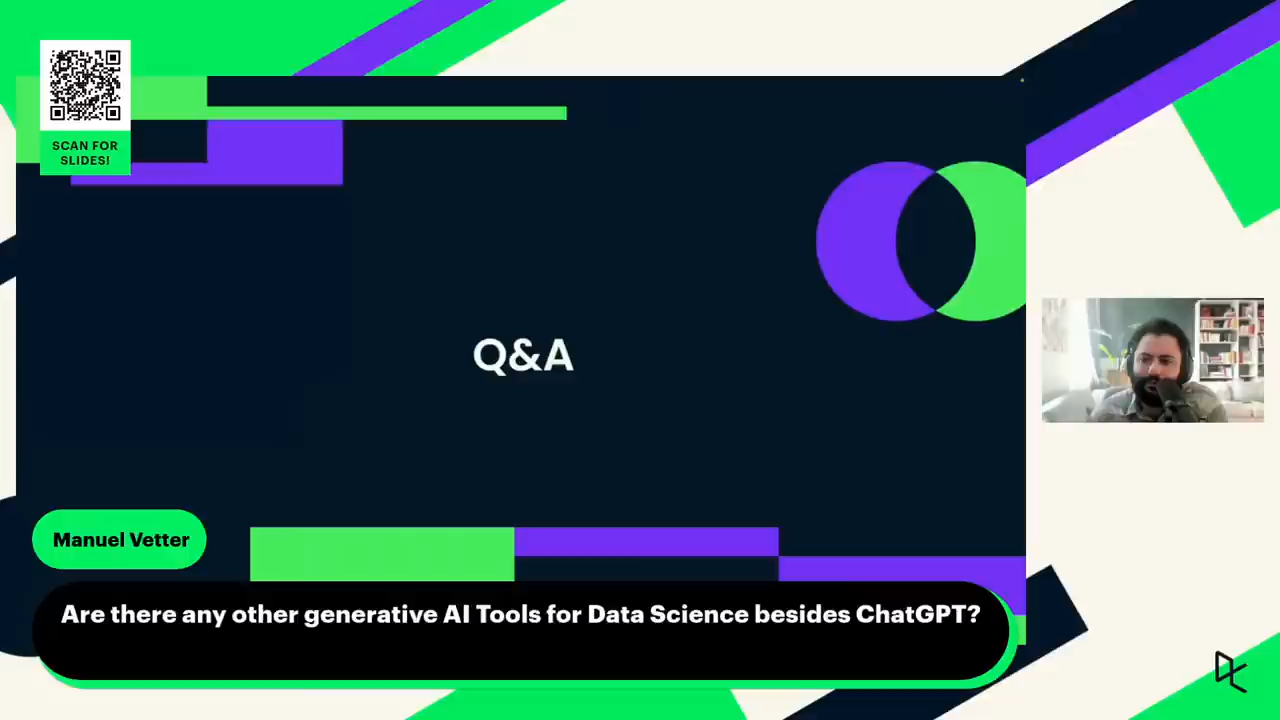 SCAN FOR
SLIDES!
Q&A
Manuel Vetter
Are there any other generative AI Tools for Data Science besides ChatGPT?